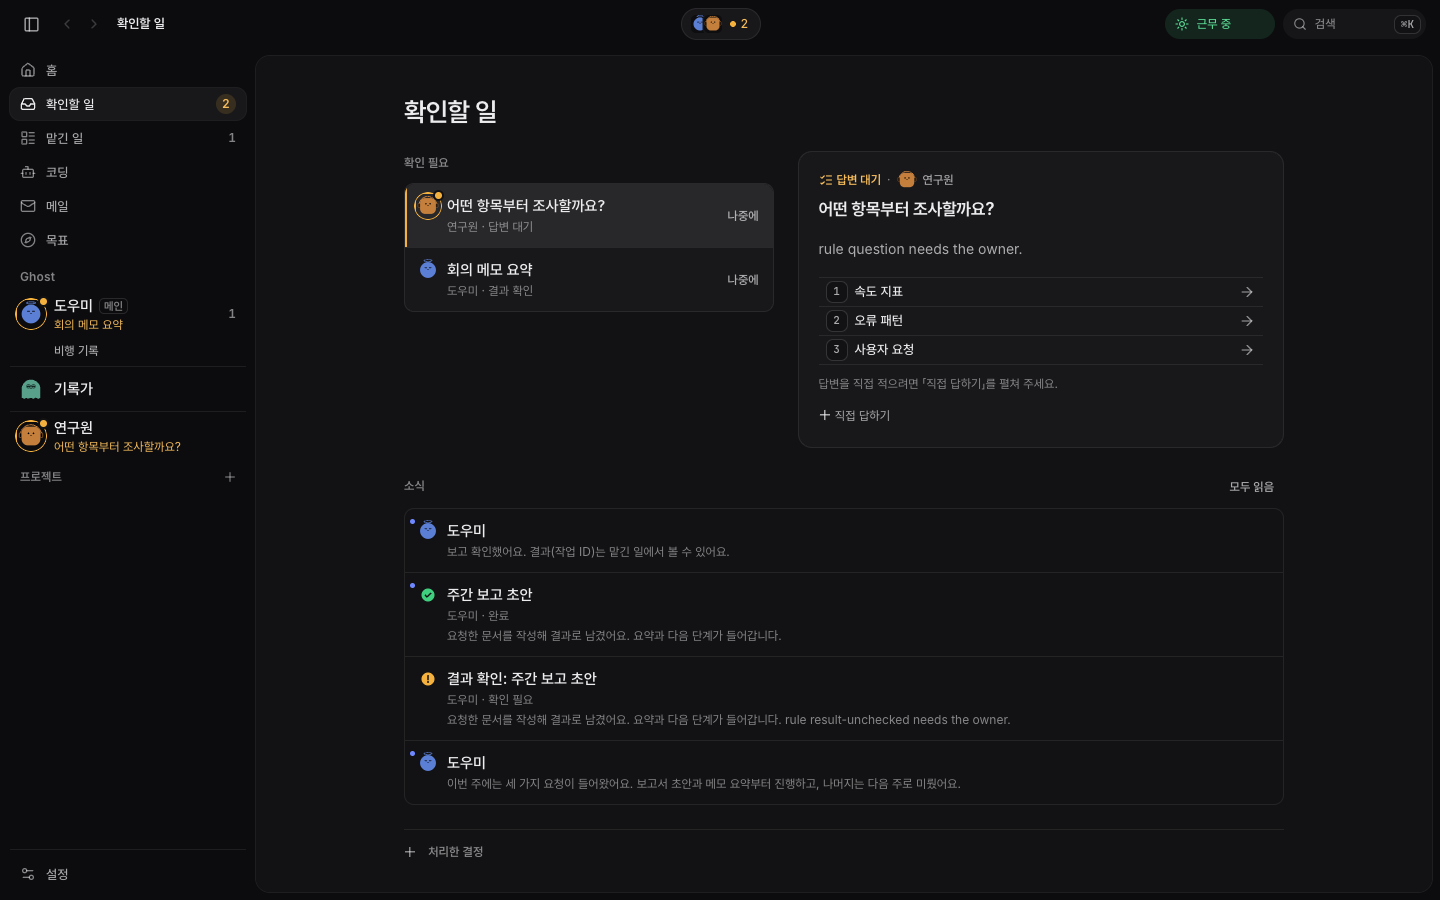 확인할 일
2
근무 중
검색
⌘K
홈
확인할 일
2
맡긴 일
1
코딩
메일
목표
Ghost
도우미 메인
회의 메모 요약
1
비행 기록
기록가
연구원
어떤 항목부터 조사할까요?
프로젝트
설정
확인할 일
확인 필요
어떤 항목부터 조사할까요?
연구원 · 답변 대기
나중에
회의 메모 요약
도우미 · 결과 확인
나중에
답변 대기 · 연구원
어떤 항목부터 조사할까요?
rule question needs the owner.
1 속도 지표
2 오류 패턴
3 사용자 요청
답변을 직접 적으려면 「직접 답하기」를 펼쳐 주세요.
직접 답하기
소식
모두 읽음
도우미
보고 확인했어요. 결과(작업 ID)는 맡긴 일에서 볼 수 있어요.
주간 보고 초안
도우미 · 완료
요청한 문서를 작성해 결과로 남겼어요. 요약과 다음 단계가 들어갑니다.
결과 확인: 주간 보고 초안
도우미 · 확인 필요
요청한 문서를 작성해 결과로 남겼어요. 요약과 다음 단계가 들어갑니다. rule result-unchecked needs the owner.
도우미
이번 주에는 세 가지 요청이 들어왔어요. 보고서 초안과 메모 요약부터 진행하고, 나머지는 다음 주로 미뤘어요.
처리한 결정